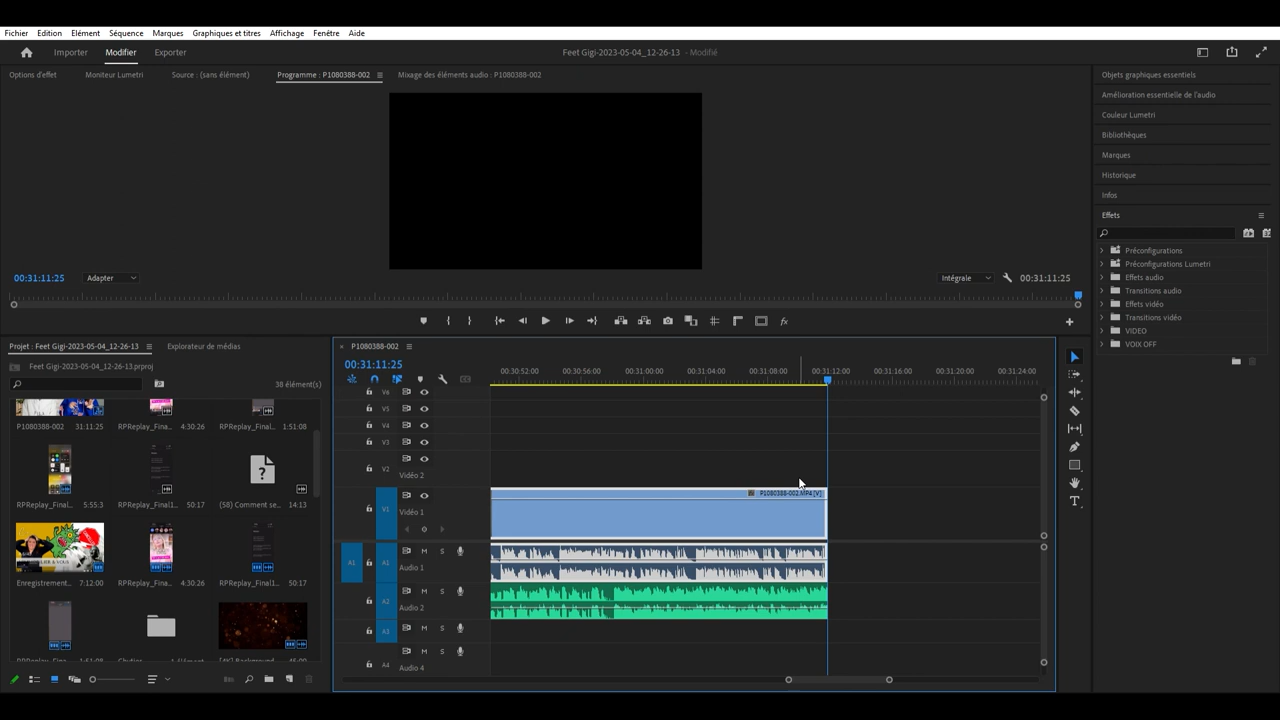 Fichier Edition Elément Séquence Marques Graphiques et titres Affichage Fenêtre Aide
Importer Modifier Exporter
Feet Gigi-2023-05-04_12-26-13 - Modifié
Options d'effet Moniteur Lumetri Source : (sans élément) Programme : P1080388-002 Mixage des éléments audio : P1080388-002
00:31:11:25 Adapter Intégrale 00:31:11:25
Objets graphiques essentiels
Amélioration essentielle de l'audio
Couleur Lumetri
Bibliothèques
Marques
Historique
Infos
Effets
Préconfigurations
Préconfigurations Lumetri
Effets audio
Transitions audio
Effets vidéo
Transitions vidéo
VIDEO
VOIX OFF
Projet : Feet Gigi-2023-05-04_12-26-13 Explorateur de médias
Feet Gigi-2023-05-04_12-26-13.prproj
38 élément(s)
P1080388-002 31:11:25 RPReplay_Final... 4:30:26 RPReplay_Final... 1:51:08
?
RPReplay_Final... 5:55:3 RPReplay_Final1... 50:17 (58) Comment se... 14:13
Enregistrement... 7:12:00 RPReplay_Final... 4:30:26 RPReplay_Final1... 50:17
P1080388-002
00:31:11:25
00:30:52:00 00:30:56:00 00:31:00:00 00:31:04:00 00:31:08:00 00:31:12:00 00:31:16:00 00:31:20:00 00:31:24:00
V6
V5
V4
V3
V2 Vidéo 2
V1 Vidéo 1
P1080388-002.MP4 [V]
A1 A1 M S Audio 1
A2 M S Audio 2
A3 M S
A4 M S Audio 4